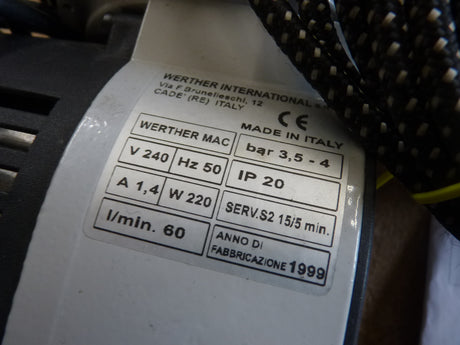 WERTHER INTERNATIONAL
Via F. Brunelleschi, 12
CADE' (RE) ITALY
CE
MADE IN ITALY
WERTHER MAC
bar 3,5 - 4
V 240 Hz 50
IP 20
A 1,4 W 220
SERV.S2 15/5 min.
l/min. 60
ANNO DI
FABBRICAZIONE 1999